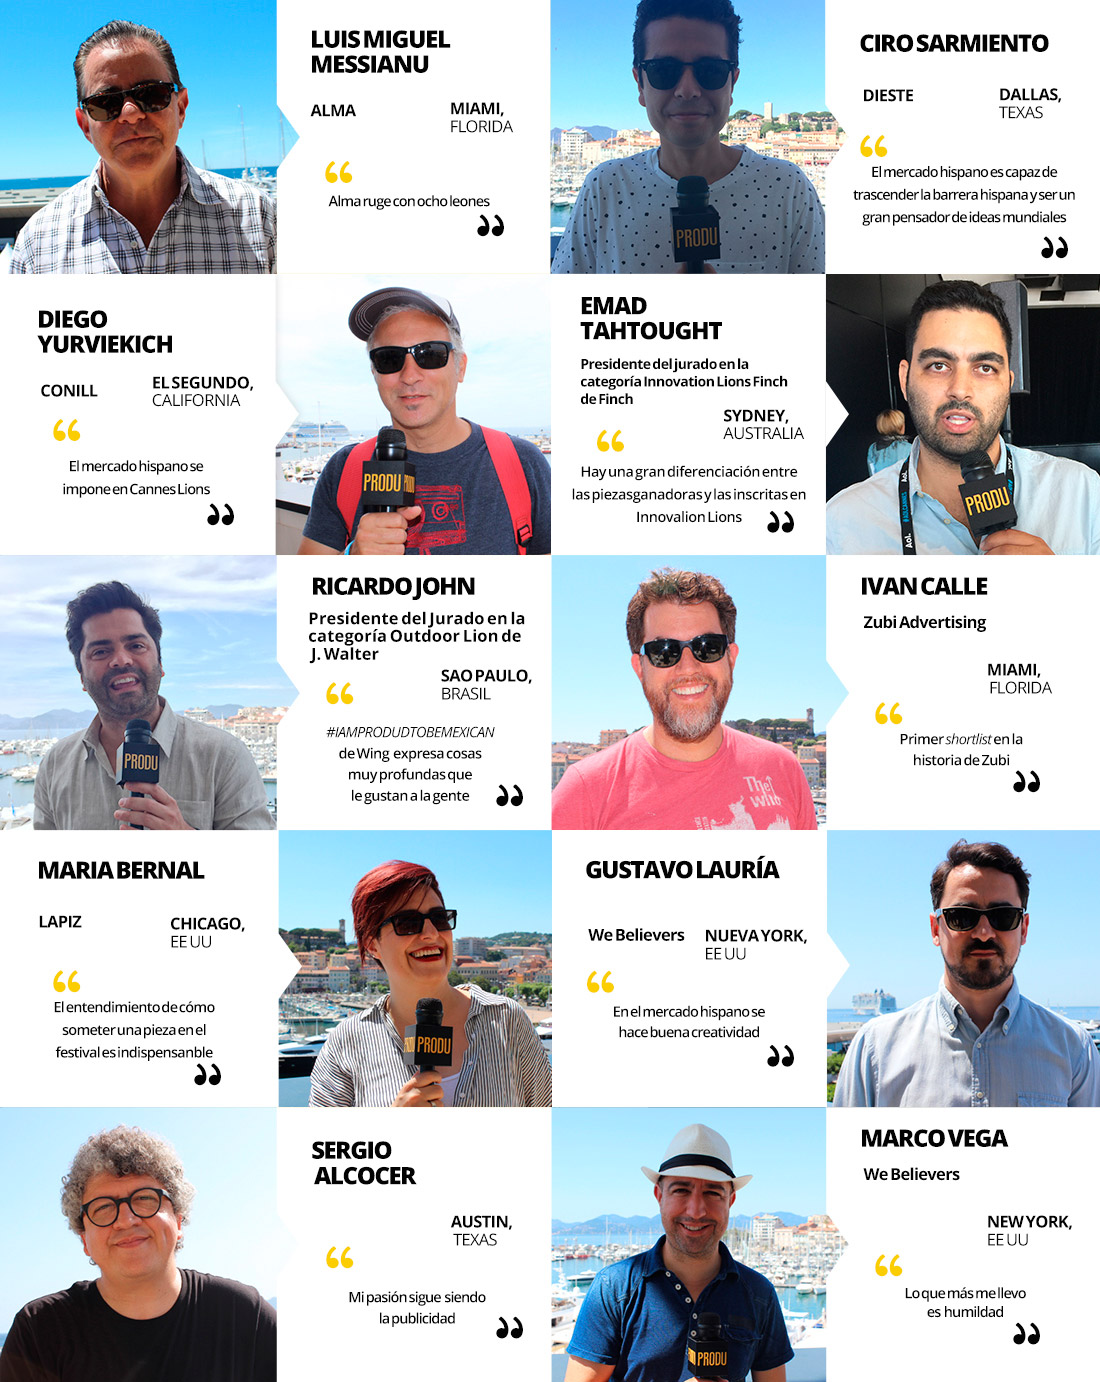 LUIS MIGUEL
MESSIANU
ALMA
MIAMI,
FLORIDA
“
Alma ruge con ocho leones
”
CIRO SARMIENTO
DIESTE
DALLAS,
TEXAS
“
El mercado hispano es capaz de
trascender la barrera hispana y ser un
gran pensador de ideas mundiales
”
PRODU
DIEGO
YURVIEKICH
CONILL
EL SEGUNDO,
CALIFORNIA
“
El mercado hispano se
impone en Cannes Lions
”
PRODU
EMAD
TAHTOUGHT
Presidente del jurado en la
categoría Innovation Lions Finch
de Finch
SYDNEY,
AUSTRALIA
“
Hay una gran diferenciación entre
las piezasganadoras y las inscritas en
Innovalion Lions
”
PRODU
Aol.
PRODU
RICARDO JOHN
Presidente del Jurado en la
categoría Outdoor Lion de
J. Walter
SAO PAULO,
BRASIL
“
#IAMPRODUDTOBEMEXICAN
de Wing expresa cosas
muy profundas que
le gustan a la gente
”
The
Who
IVAN CALLE
Zubi Advertising
MIAMI,
FLORIDA
“
Primer shortlist en la
historia de Zubi
”
MARIA BERNAL
LAPIZ
CHICAGO,
EE UU
“
El entendimiento de cómo
someter una pieza en el
festival es indispensanble
”
PRODU
GUSTAVO LAURÍA
We Believers
NUEVA YORK,
EE UU
“
En el mercado hispano se
hace buena creatividad
”
SERGIO
ALCOCER
AUSTIN,
TEXAS
“
Mi pasión sigue siendo
la publicidad
”
PRODU
MARCO VEGA
We Believers
NEW YORK,
EE UU
“
Lo que más me llevo
es humildad
”